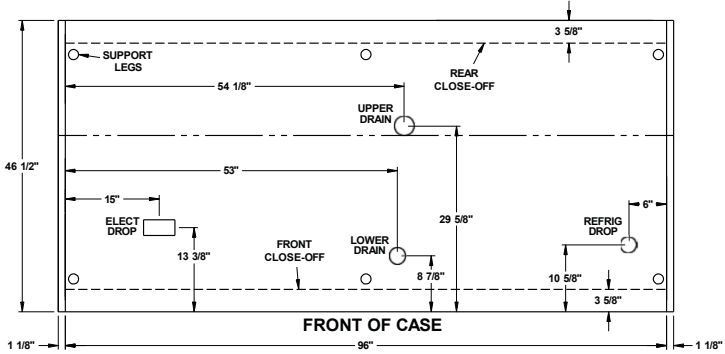 3 5/8"
SUPPORT
LEGS
REAR
CLOSE-OFF
54 1/8"
UPPER
DRAIN
46 1/2"
53"
15"
6"
ELECT
DROP
29 5/8"
REFRIG
DROP
13 3/8"
FRONT
CLOSE-OFF
LOWER
DRAIN
8 7/8"
10 5/8"
3 5/8"
FRONT OF CASE
1 1/8"
96"
1 1/8"